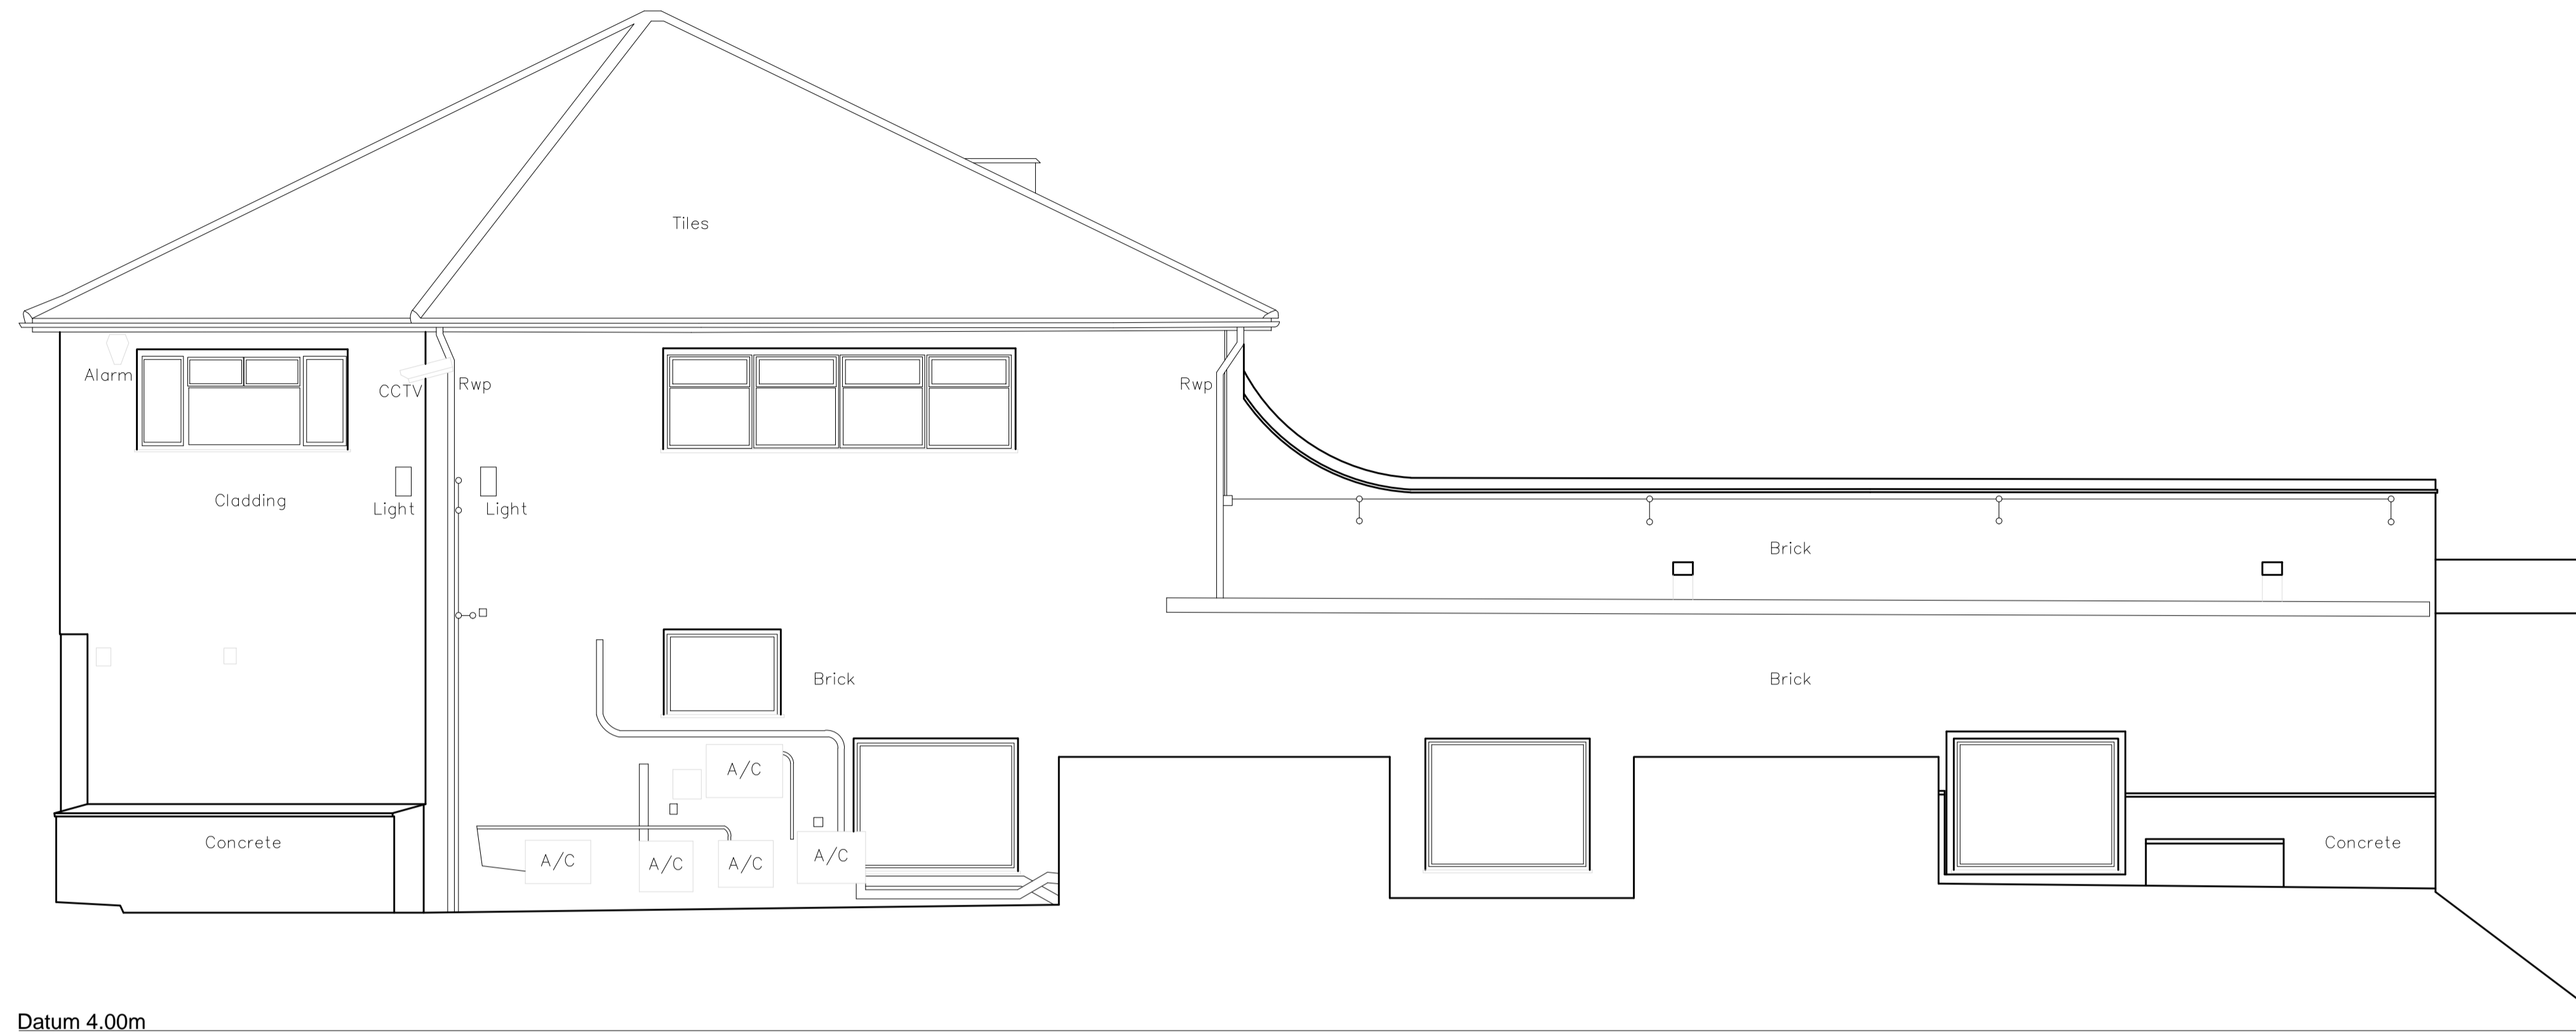 Tiles
Alarm
CCTV
Rwp
Rwp
Cladding
Light
Light
Brick
Brick
Brick
A/C
Concrete
A/C
A/C
A/C
A/C
Concrete
Datum 4.00m